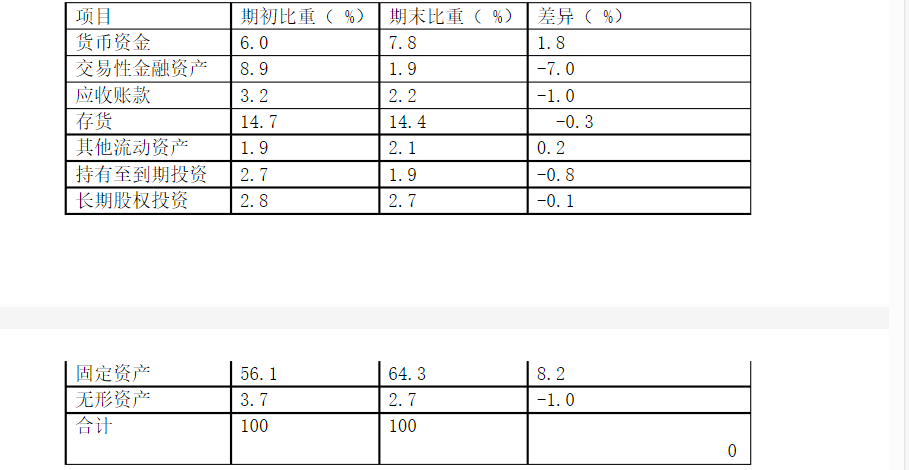 项目 期初比重（ %） 期末比重（ %） 差异（ %）
货币资金 6.0 7.8 1.8
交易性金融资产 8.9 1.9 -7.0
应收账款 3.2 2.2 -1.0
存货 14.7 14.4 -0.3
其他流动资产 1.9 2.1 0.2
持有至到期投资 2.7 1.9 -0.8
长期股权投资 2.8 2.7 -0.1
固定资产 56.1 64.3 8.2
无形资产 3.7 2.7 -1.0
合计 100 100
0